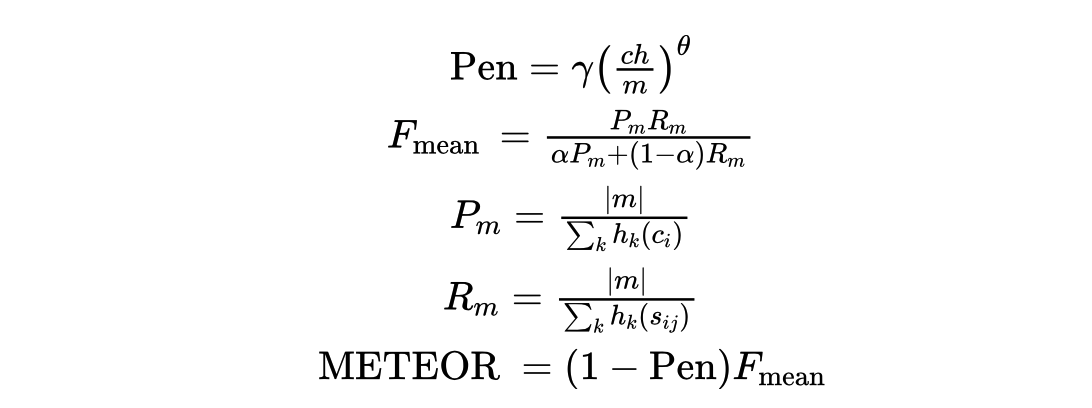 Pen = γ(ch/m)^θ
F_mean = P_m R_m / (αP_m+(1−α)R_m)
P_m = |m| / ∑_k h_k(c_i)
R_m = |m| / ∑_k h_k(s_ij)
METEOR = (1 − Pen)F_mean